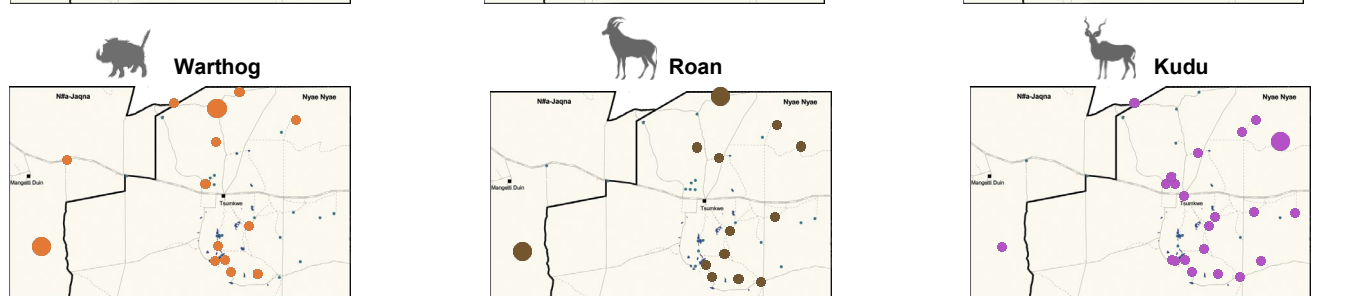 Warthog
Roan
Kudu
N#a-Jaqna
Nyae Nyae
Mangetti Duin
Tsumkwe
N#a-Jaqna
Nyae Nyae
Mangetti Duin
Tsumkwe
N#a-Jaqna
Nyae Nyae
Mangetti Duin
Tsumkwe